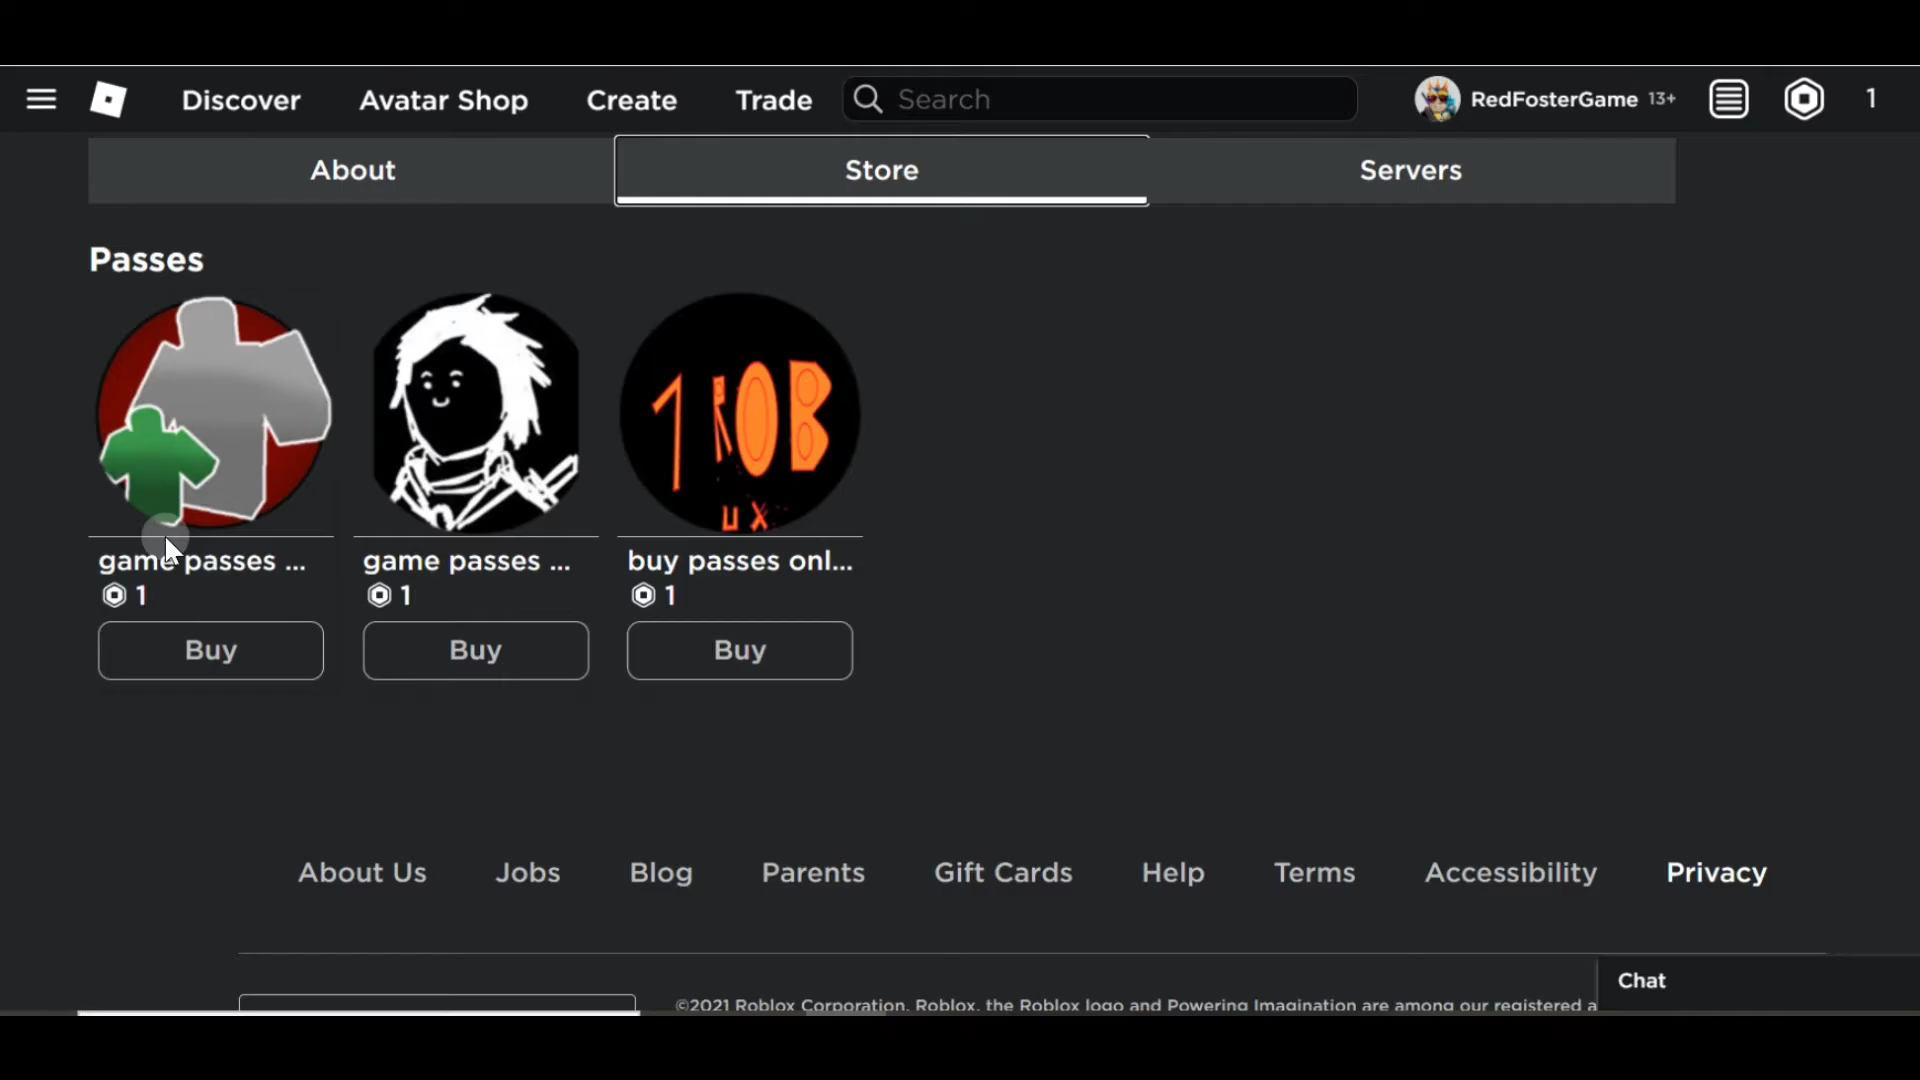 Discover Avatar Shop Create Trade Search RedFosterGame 13+ 1
About Store Servers
Passes
1 ROB
UX
game passes ... game passes ... buy passes onl...
1 1 1
Buy Buy Buy
About Us Jobs Blog Parents Gift Cards Help Terms Accessibility Privacy
Chat
©2021 Roblox Corporation. Roblox, the Roblox logo and Powering Imagination are among our registered a